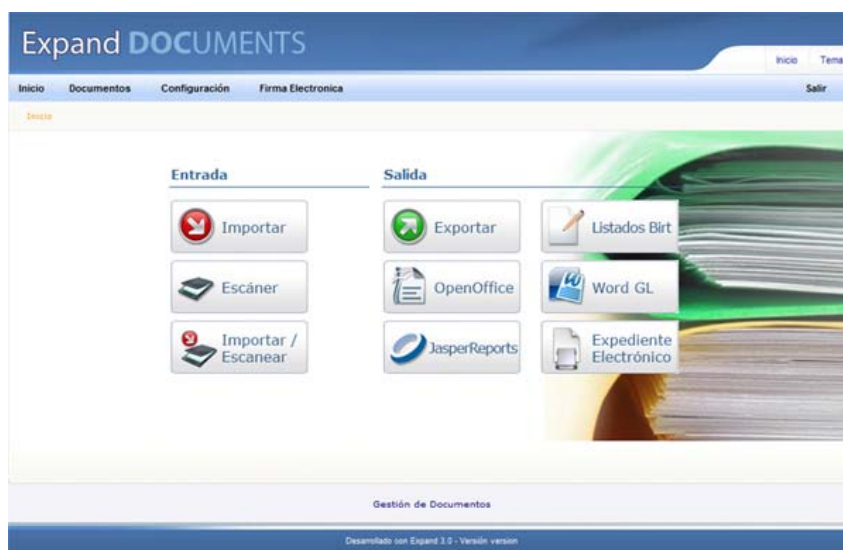 Expand DOCUMENTS
Inicio Tema
Inicio Documentos Configuración Firma Electronica Salir
Inicio
Entrada Salida
Importar Exportar Listados Birt
Escáner OpenOffice Word GL
Importar / Escanear JasperReports Expediente Electrónico
Gestión de Documentos
Desarrollado con Expand 3.0 - Versión version